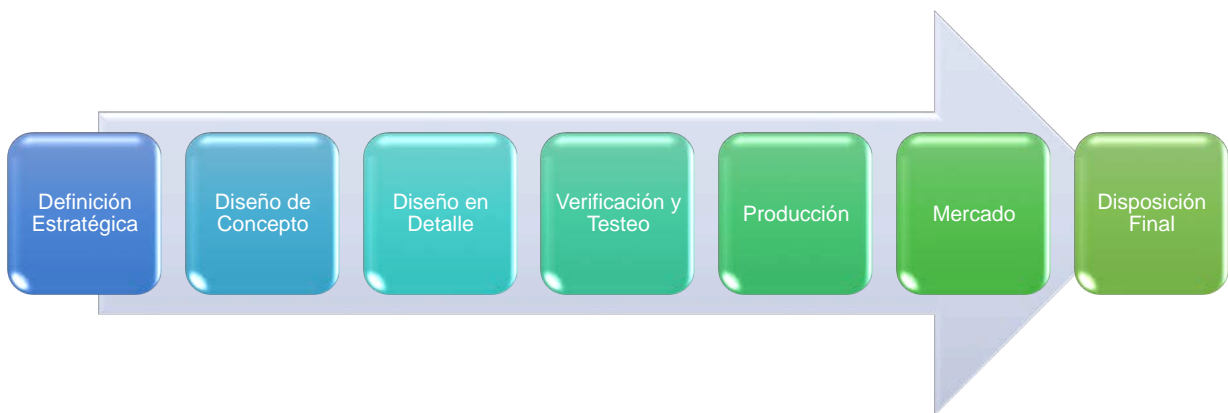 Definición
Estratégica
Diseño de
Concepto
Diseño en
Detalle
Verificación y
Testeo
Producción
Mercado
Disposición
Final